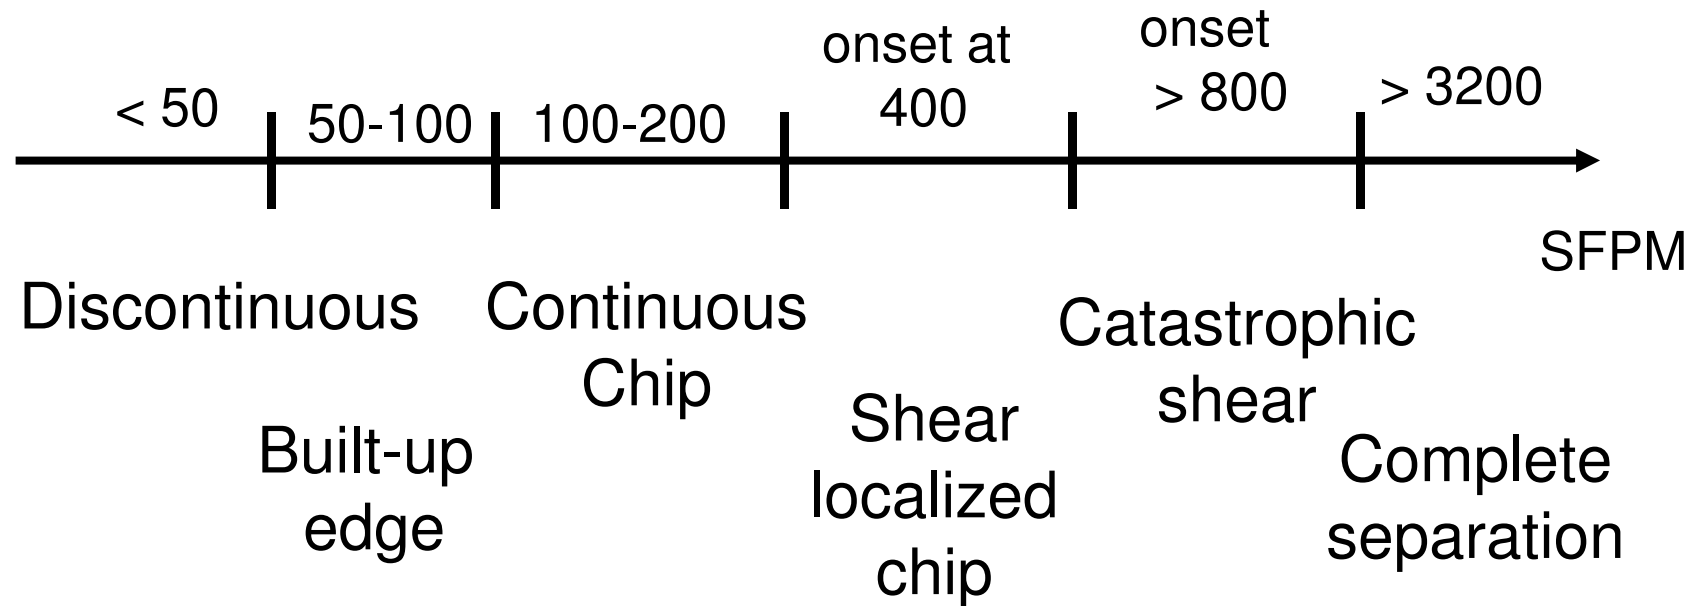 < 50
50-100
100-200
onset at
400
onset
> 800
> 3200
SFPM
Discontinuous
Built-up
edge
Continuous
Chip
Shear
localized
chip
Catastrophic
shear
Complete
separation